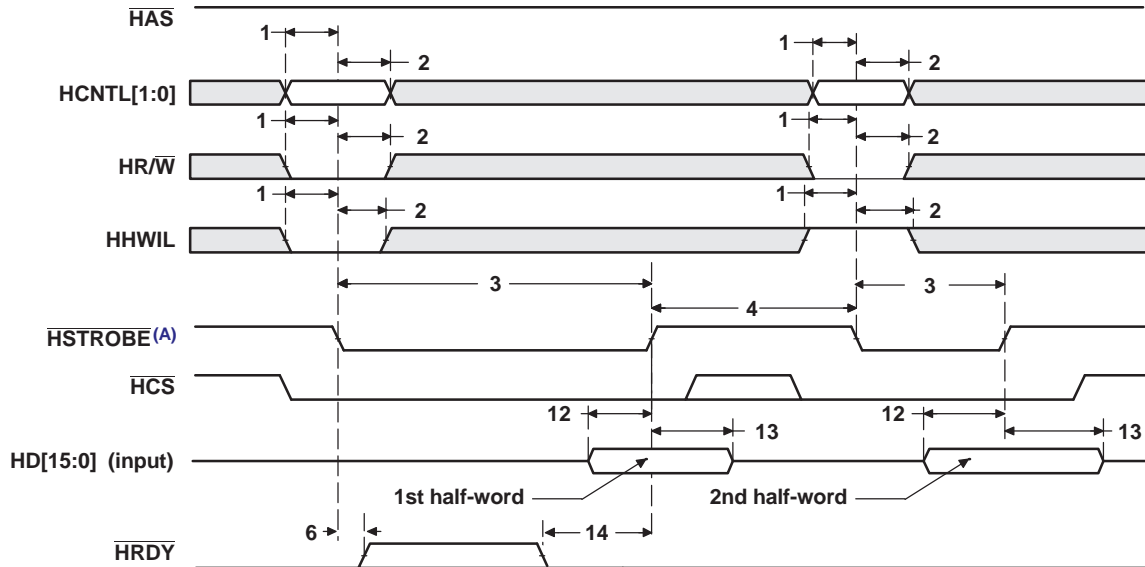 HAS
1
1
2
2
HCNTL[1:0]
1
1
2
2
HR/W
1
1
2
2
HHWIL
3
3
4
HSTROBE(A)
HCS
12
12
13
13
HD[15:0] (input)
1st half-word
2nd half-word
6
14
HRDY